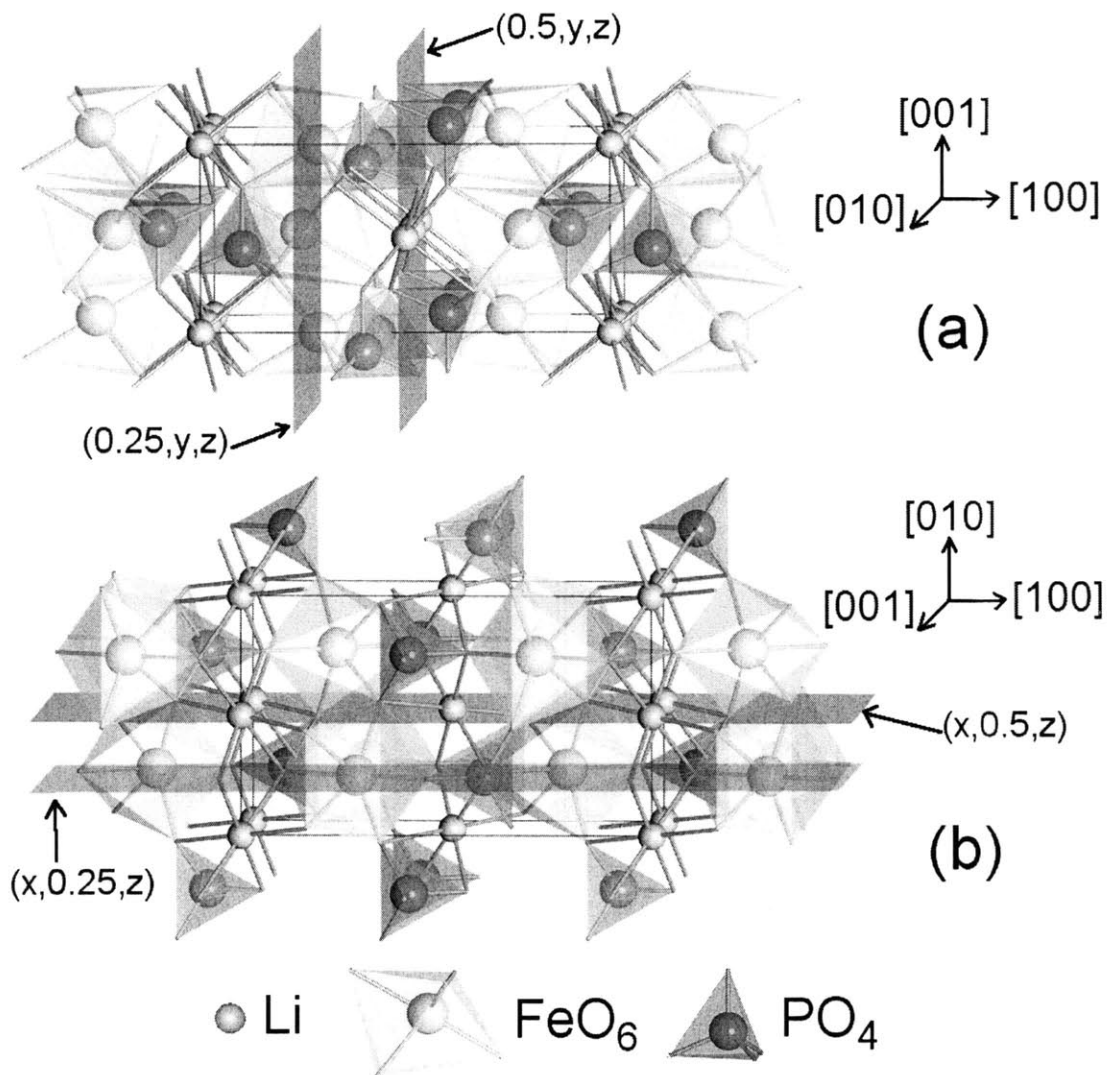 (0.5,y,z)
[001]
[010]
[100]
(a)
(0.25,y,z)
[010]
[001]
[100]
(x,0.5,z)
(x,0.25,z)
(b)
Li FeO₆ PO₄